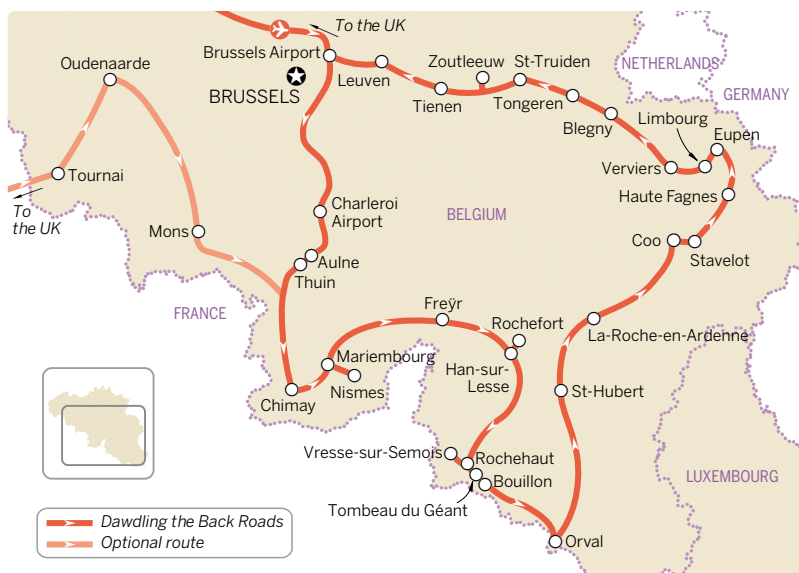 To the UK
Brussels Airport
Zoutleeuw
St-Truiden
Oudenaarde
Leuven
NETHERLANDS
BRUSSELS
Tienen
Tongeren
GERMANY
Blegny
Limbourg
Eupen
Tournai
Verviers
To
the UK
Haute Fagnes
Charleroi
Airport
BELGIUM
Mons
Coo
Stavelot
Aulne
Thuin
FRANCE
Freÿr
Rochefort
La-Roche-en-Ardenne
Mariembourg
Han-sur-
Lesse
Nismes
Chimay
St-Hubert
Vresse-sur-Semois
Rochehaut
Bouillon
LUXEMBOURG
Tombeau du Géant
Dawdling the Back Roads
Optional route
Orval